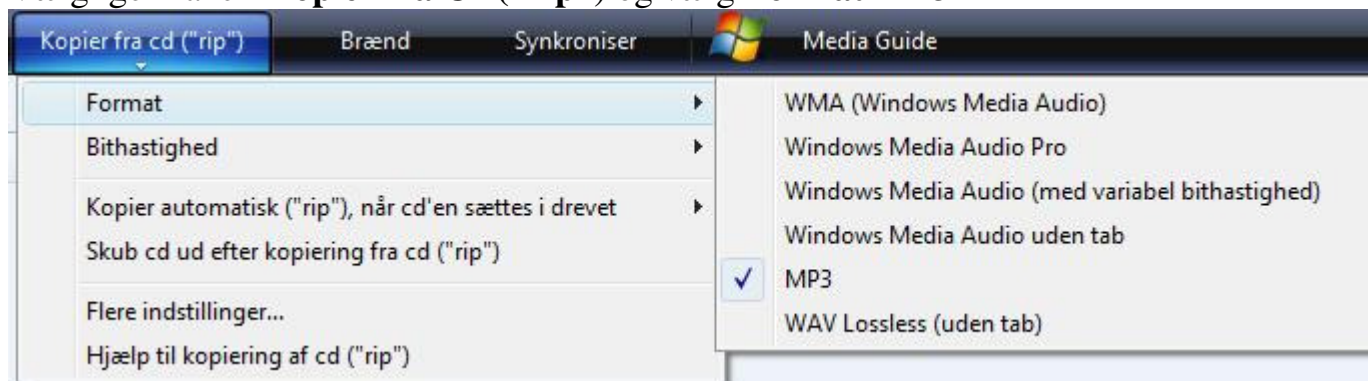 Kopier fra cd ("rip") Brænd Synkroniser Media Guide
Format
Bithastighed
Kopier automatisk ("rip"), når cd'en sættes i drevet
Skub cd ud efter kopiering fra cd ("rip")
Flere indstillinger...
Hjælp til kopiering af cd ("rip")
WMA (Windows Media Audio)
Windows Media Audio Pro
Windows Media Audio (med variabel bithastighed)
Windows Media Audio uden tab
MP3
WAV Lossless (uden tab)